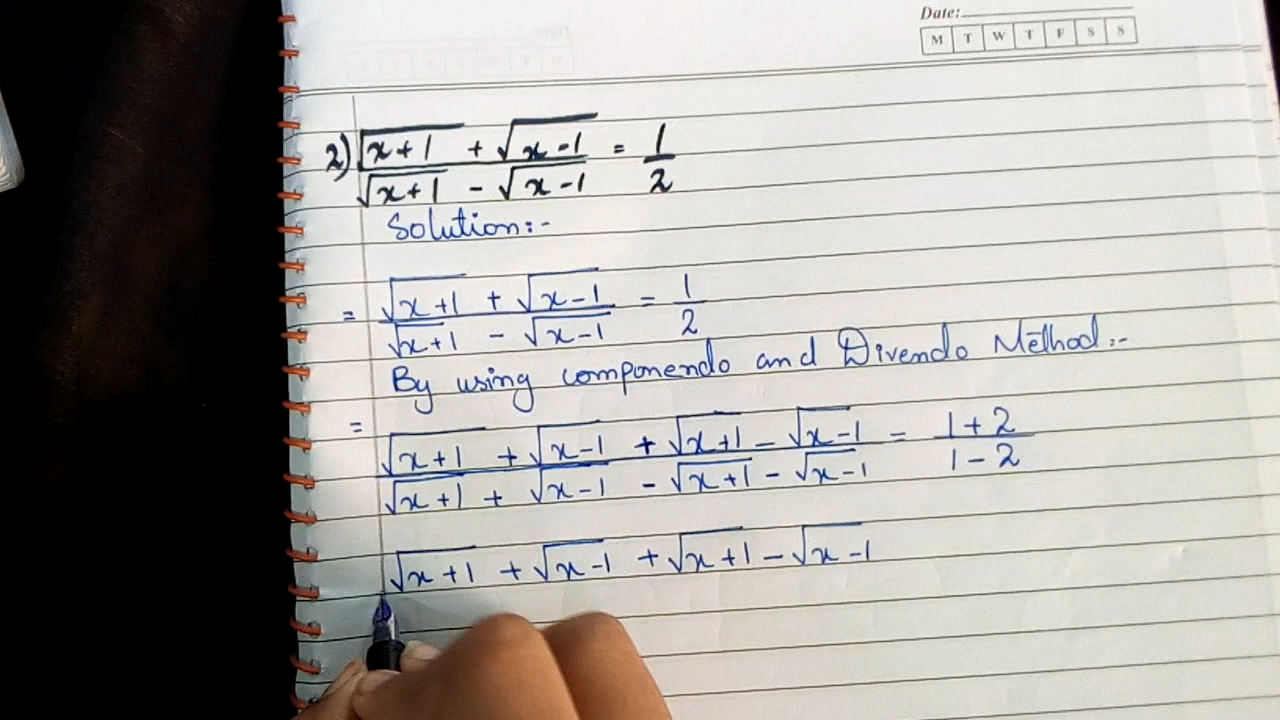 Date:
M T W T F S S
2) √(x+1) + √(x-1) / √(x+1) - √(x-1) = 1/2
Solution:-
= √(x+1) + √(x-1) / √x+1 - √(x-1) = 1/2
By using componendo and Divendo Method:-
= √(x+1) + √(x-1) + √(x+1) - √(x-1) / √(x+1) + √(x-1) - √(x+1) - √(x-1) = 1+2 / 1-2
√(x+1) + √(x-1) + √(x+1) - √(x-1)